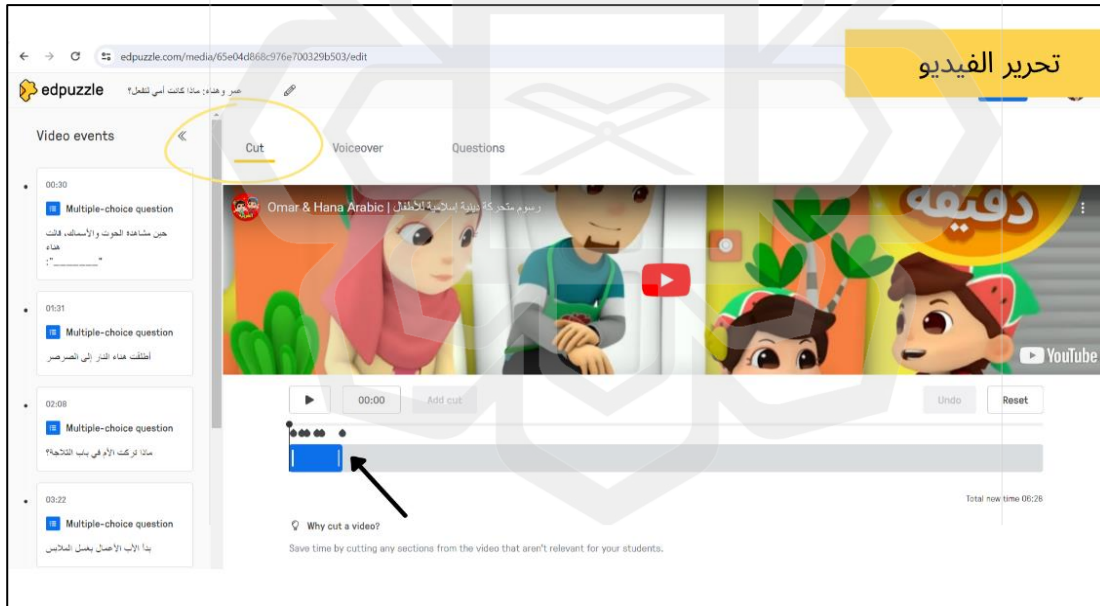 تحرير الفيديو
edpuzzle.com/media/65e04d868c976e700329b503/edit
edpuzzle
عمر وهناء: ماذا كانت أمي لتفعل؟
Video events
Cut
Voiceover
Questions
00:30
Multiple-choice question
حين مشاهدة الحوت والأسماك، قالت
هناء
:"_______"
01:31
Multiple-choice question
أطلقت هناء النار إلى الصرصر
02:08
Multiple-choice question
ماذا تركت الأم في باب الثلاجة؟
03:22
Multiple-choice question
بدأ الأب الأعمال بغسل الملابس
Omar & Hana Arabic | رسوم متحركة دينية إسلامية للأطفال
دقيقة
YouTube
00:00
Add cut
Undo
Reset
Total new time 06:26
Why cut a video?
Save time by cutting any sections from the video that aren't relevant for your students.